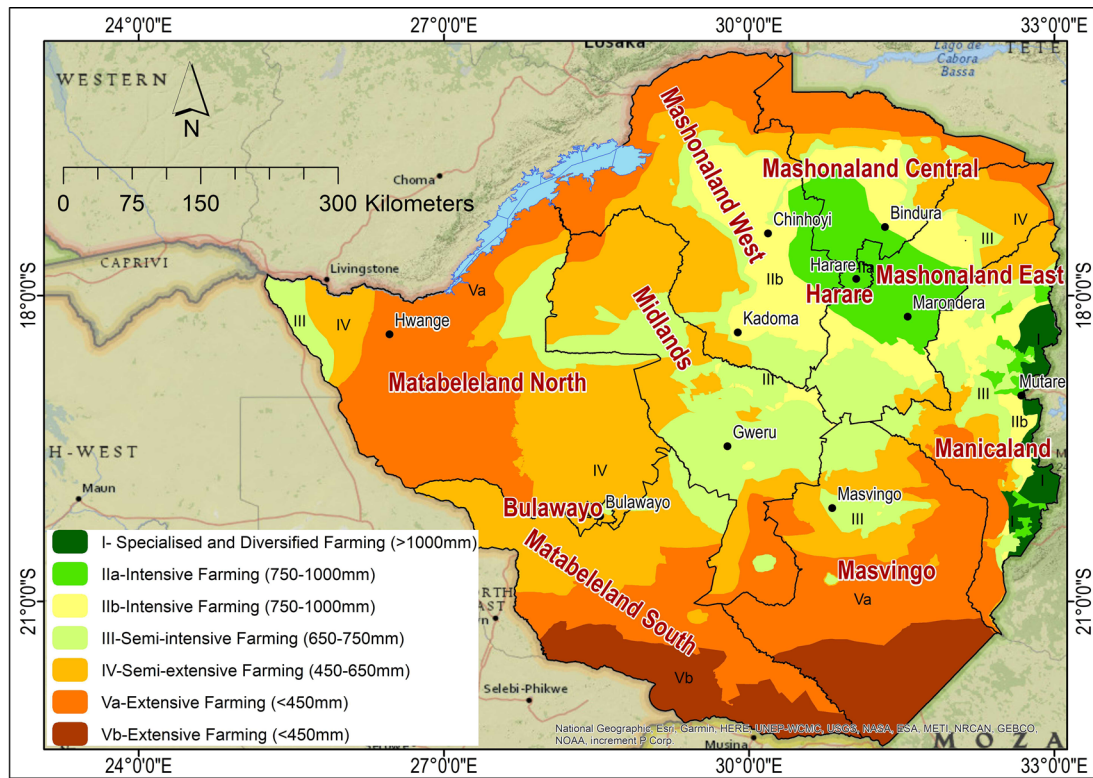 24°0'0"E 27°0'0"E 30°0'0"E 33°0'0"E
Lusaka
Lago de
Cabora
Bassa
TETE
WESTERN
N
Choma
0 75 150 300 Kilometers
CAPRIVI
Livingstone
18°0'0"S
18°0'0"S
Mashonaland West
Mashonaland Central
Chinhoyi
Bindura
IV
III
Harare
IIa
Mashonaland East
Harare
IIb
Marondera
Va
III
IV
Hwange
Midlands
Kadoma
I
Matabeleland North
III
III
Mutare
IIb
Gweru
Manicaland
H-WEST
Maun
IV
I
Bulawayo
Bulawayo
Masvingo
III
I
Matabeleland South
Masvingo
Va
21°0'0"S
21°0'0"S
I- Specialised and Diversified Farming (>1000mm)
IIa-Intensive Farming (750-1000mm)
IIb-Intensive Farming (750-1000mm)
III-Semi-intensive Farming (650-750mm)
IV-Semi-extensive Farming (450-650mm)
Va-Extensive Farming (<450mm)
Vb-Extensive Farming (<450mm)
Selebi-Phikwe
Vb
National Geographic, Esri, Garmin, HERE, UNEP-WCMC, USGS, NASA, ESA, METI, NRCAN, GEBCO,
NOAA, increment P Corp.
Musina
MOZA
24°0'0"E 27°0'0"E 30°0'0"E 33°0'0"E